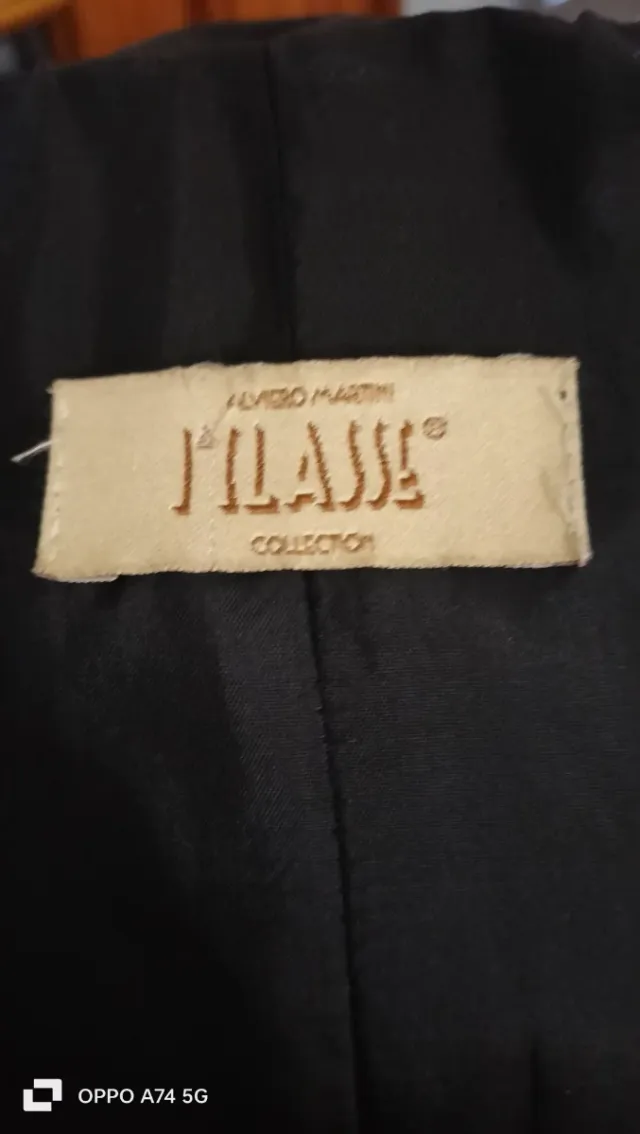 ALVIERO MARTINI
1ª CLASSE®
COLLECTION
OPPO A74 5G